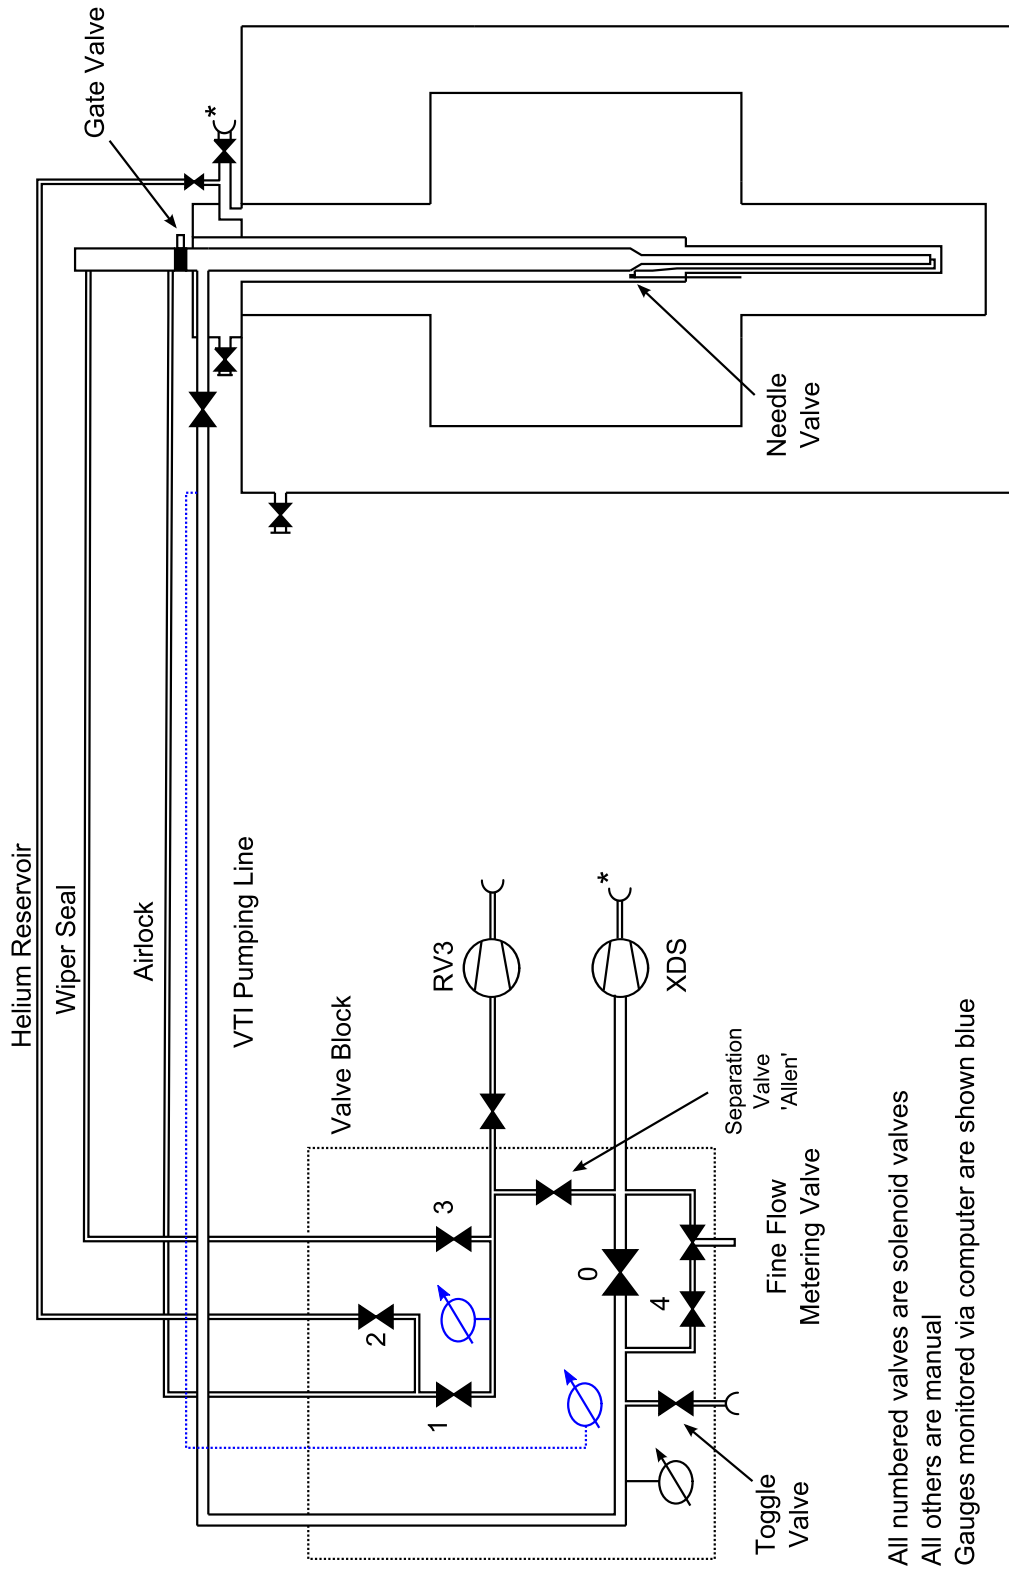 Helium Reservoir
Wiper Seal
Airlock
VTI Pumping Line
Gate Valve
*
Needle
Valve
Valve Block
RV3
XDS
*
Separation
Valve
'Allen'
Fine Flow
Metering Valve
Toggle
Valve
0
1
2
3
4
All numbered valves are solenoid valves
All others are manual
Gauges monitored via computer are shown blue